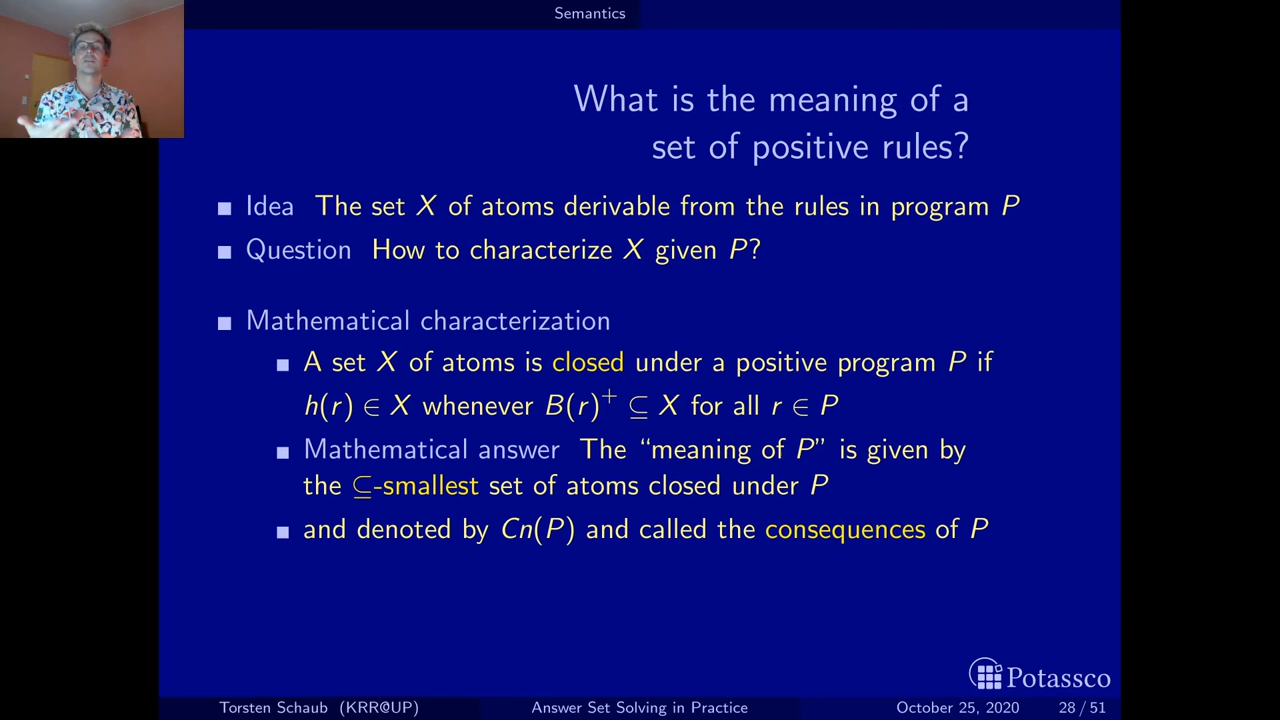 Semantics
What is the meaning of a
set of positive rules?
Idea The set X of atoms derivable from the rules in program P
Question How to characterize X given P?
Mathematical characterization
A set X of atoms is closed under a positive program P if
h(r) ∈ X whenever B(r)⁺ ⊆ X for all r ∈ P
Mathematical answer The “meaning of P” is given by
the ⊆-smallest set of atoms closed under P
and denoted by Cn(P) and called the consequences of P
Potassco
Torsten Schaub (KRR@UP) Answer Set Solving in Practice October 25, 2020 28 / 51